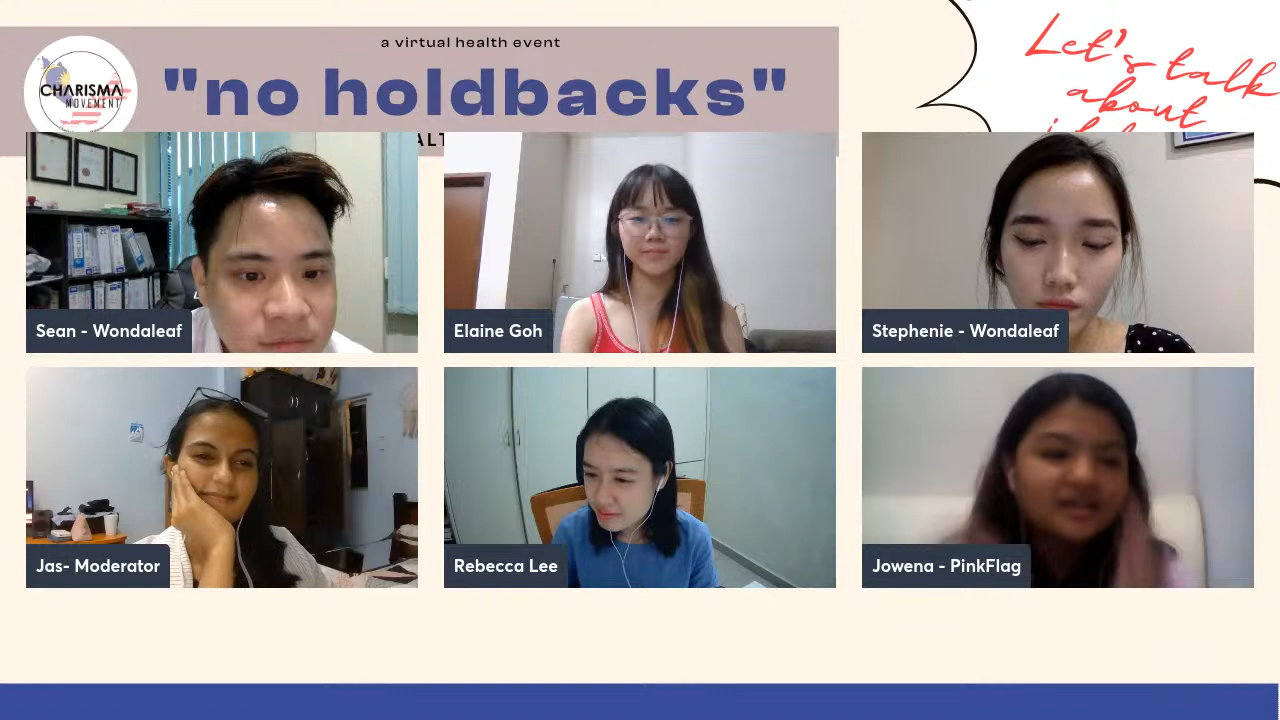 a virtual health event
"no holdbacks"
CHARISMA
MOVEMENT
Let's talk
about
Sean - Wondaleaf
Elaine Goh
Stephenie - Wondaleaf
Jas- Moderator
Rebecca Lee
Jowena - PinkFlag